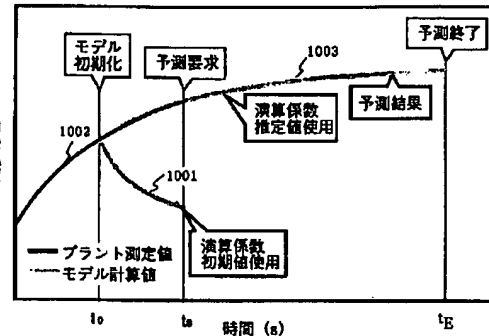 モデル
初期化
予測要求
1003
予測終了
予測結果
演算係数
推定値使用
1002
1001
演算係数
初期値使用
プラント測定値
モデル計算値
t0
ts
tE
時間 (s)